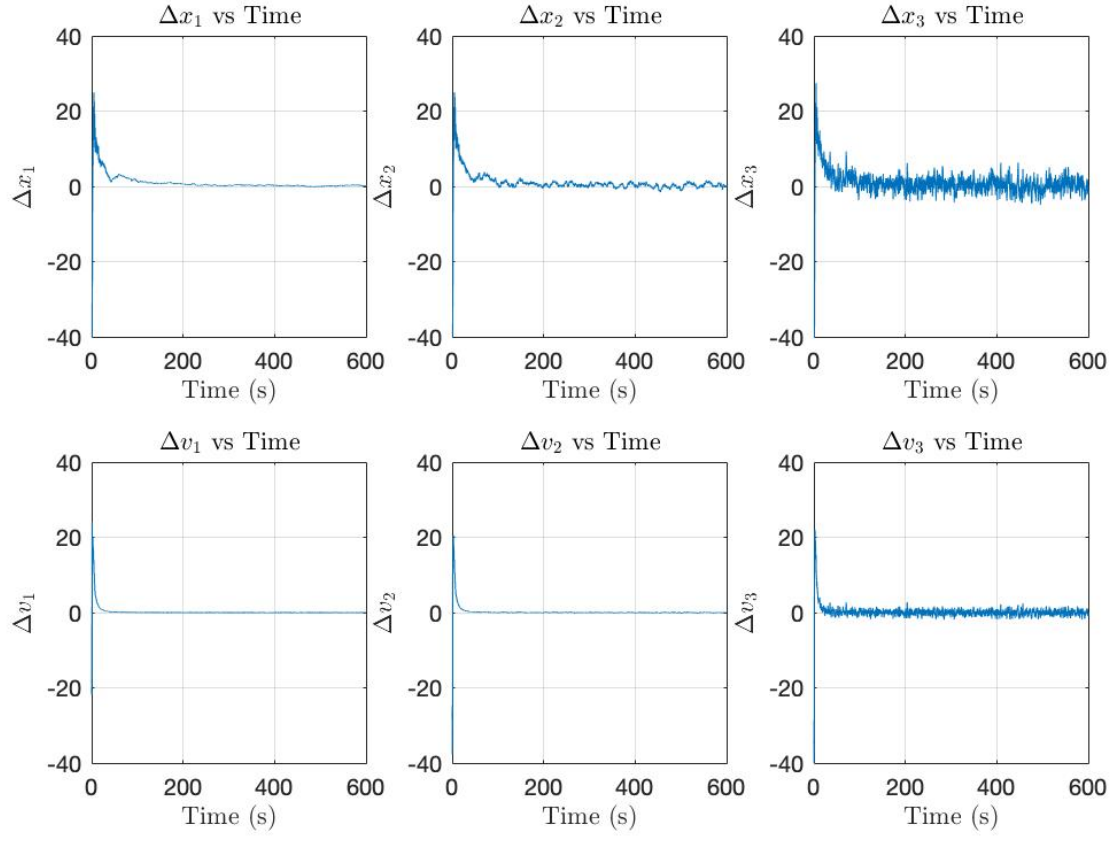 Δx₁ vs Time
40
20
0
-20
-40
Δx₁
0 200 400 600
Time (s)
Δx₂ vs Time
40
20
0
-20
-40
Δx₂
0 200 400 600
Time (s)
Δx₃ vs Time
40
20
0
-20
-40
Δx₃
0 200 400 600
Time (s)
Δv₁ vs Time
40
20
0
-20
-40
Δv₁
0 200 400 600
Time (s)
Δv₂ vs Time
40
20
0
-20
-40
Δv₂
0 200 400 600
Time (s)
Δv₃ vs Time
40
20
0
-20
-40
Δv₃
0 200 400 600
Time (s)